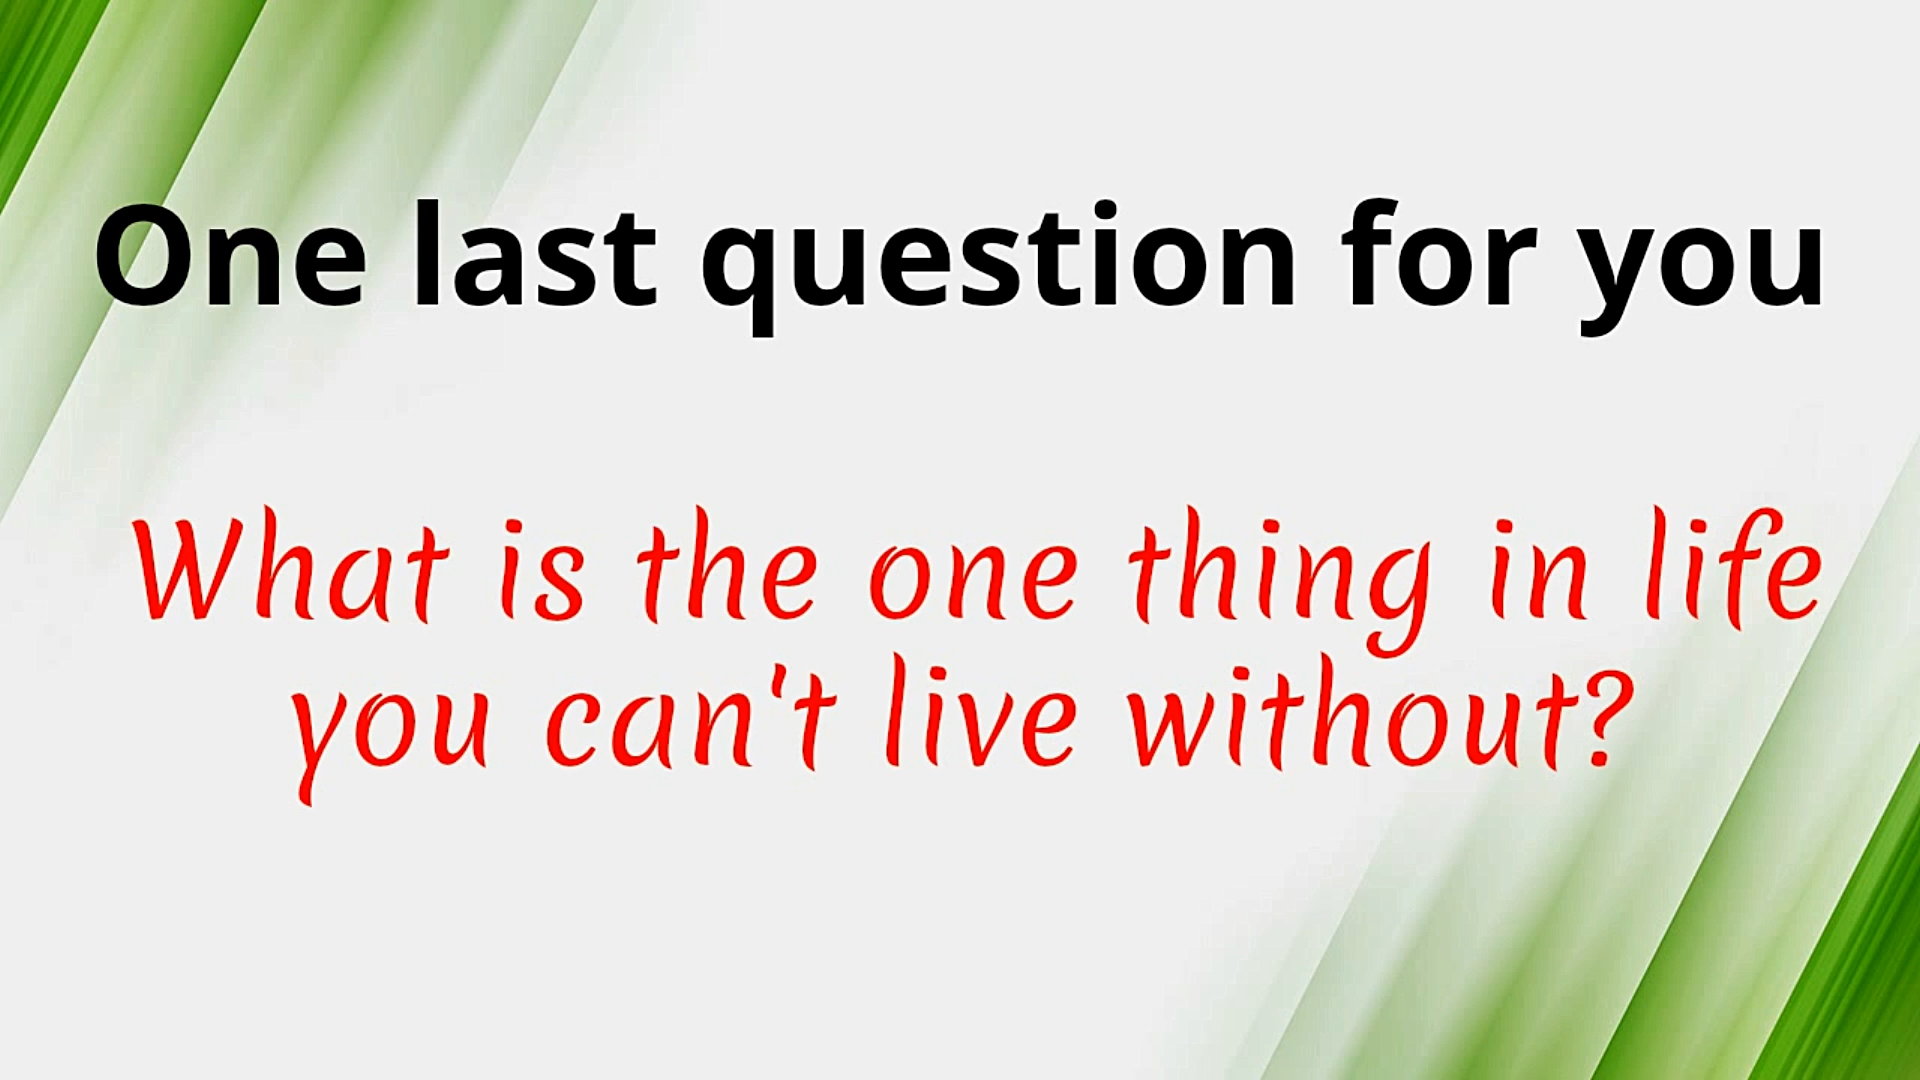 One last question for you
What is the one thing in life
you can't live without?